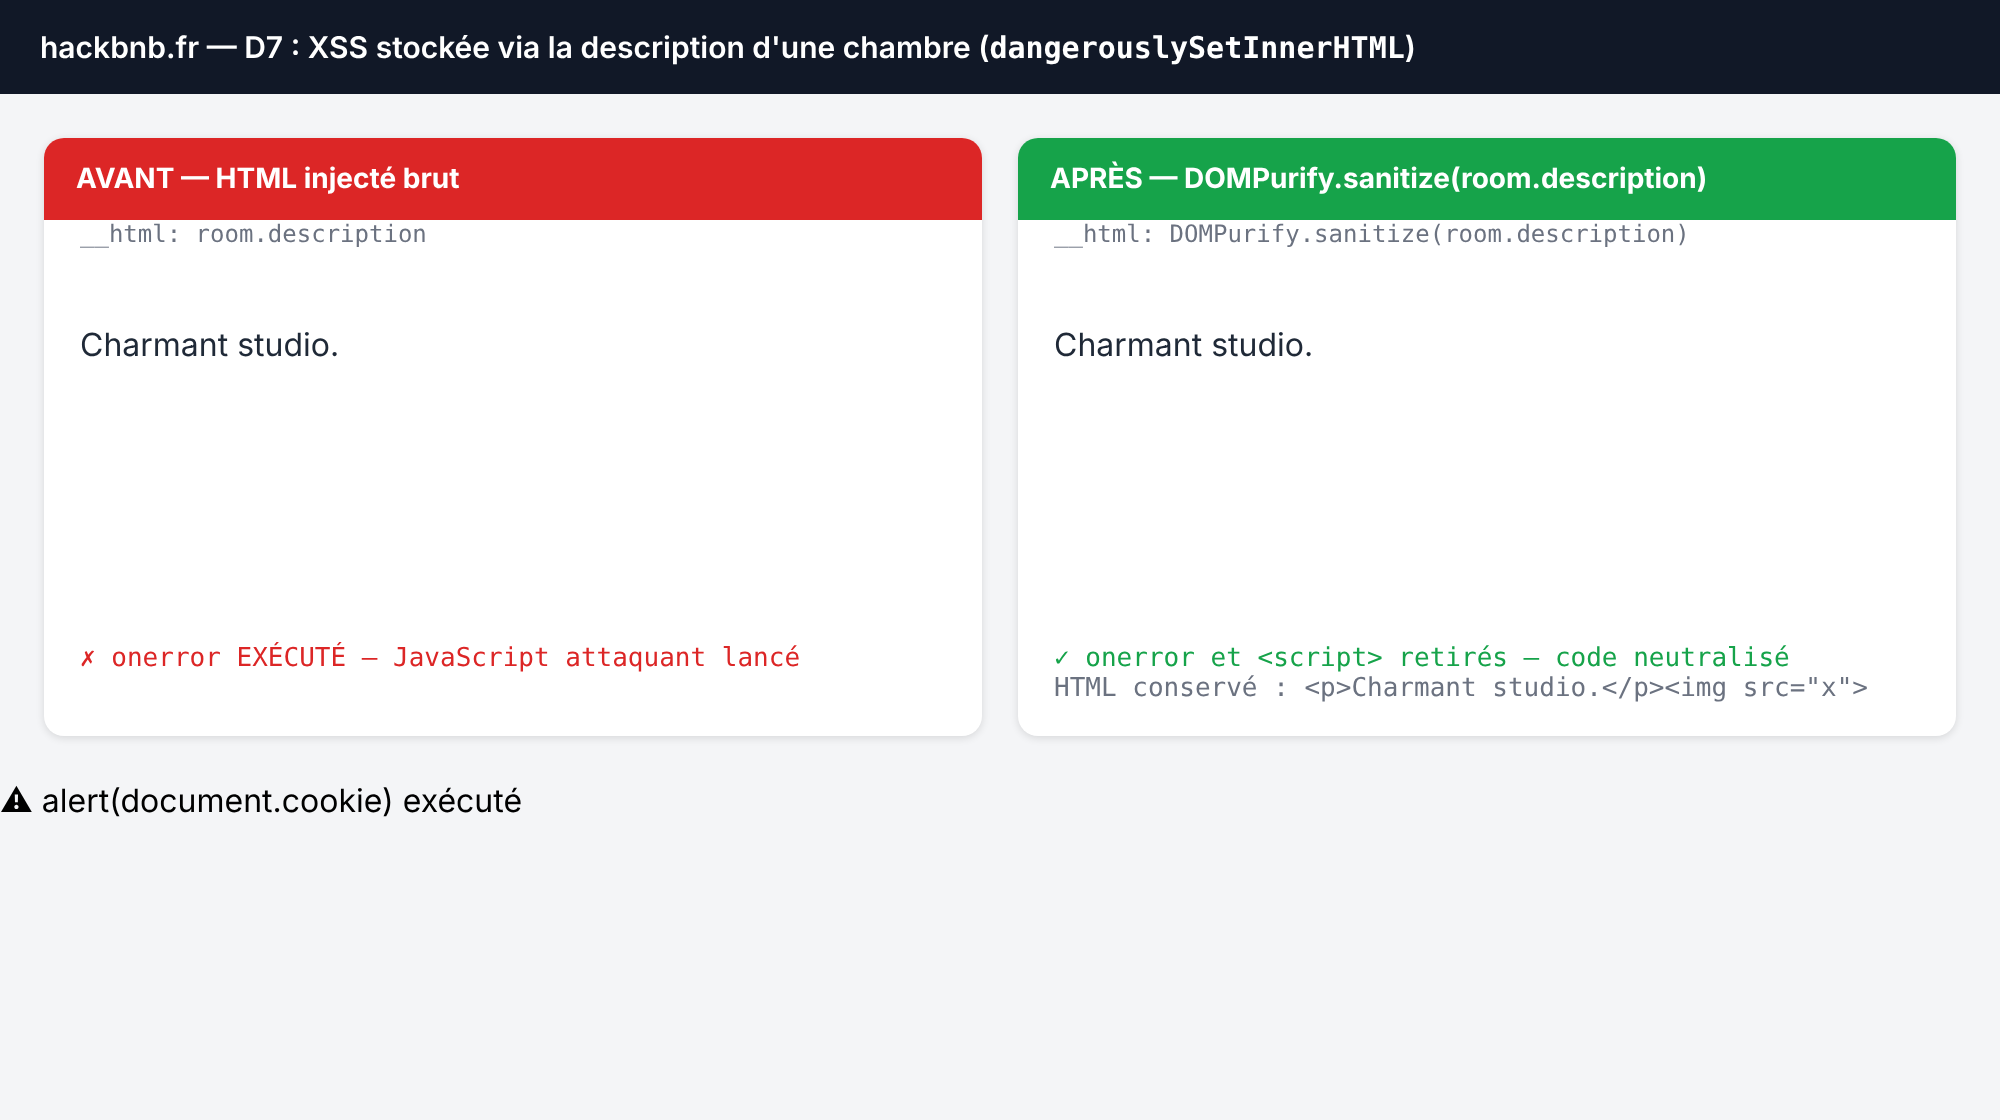 hackbnb.fr — D7 : XSS stockée via la description d'une chambre (dangerouslySetInnerHTML)
AVANT — HTML injecté brut
__html: room.description
Charmant studio.
✗ onerror EXÉCUTÉ — JavaScript attaquant lancé
APRÈS — DOMPurify.sanitize(room.description)
__html: DOMPurify.sanitize(room.description)
Charmant studio.
✓ onerror et <script> retirés — code neutralisé
HTML conservé : <p>Charmant studio.</p><img src="x">
⚠ alert(document.cookie) exécuté